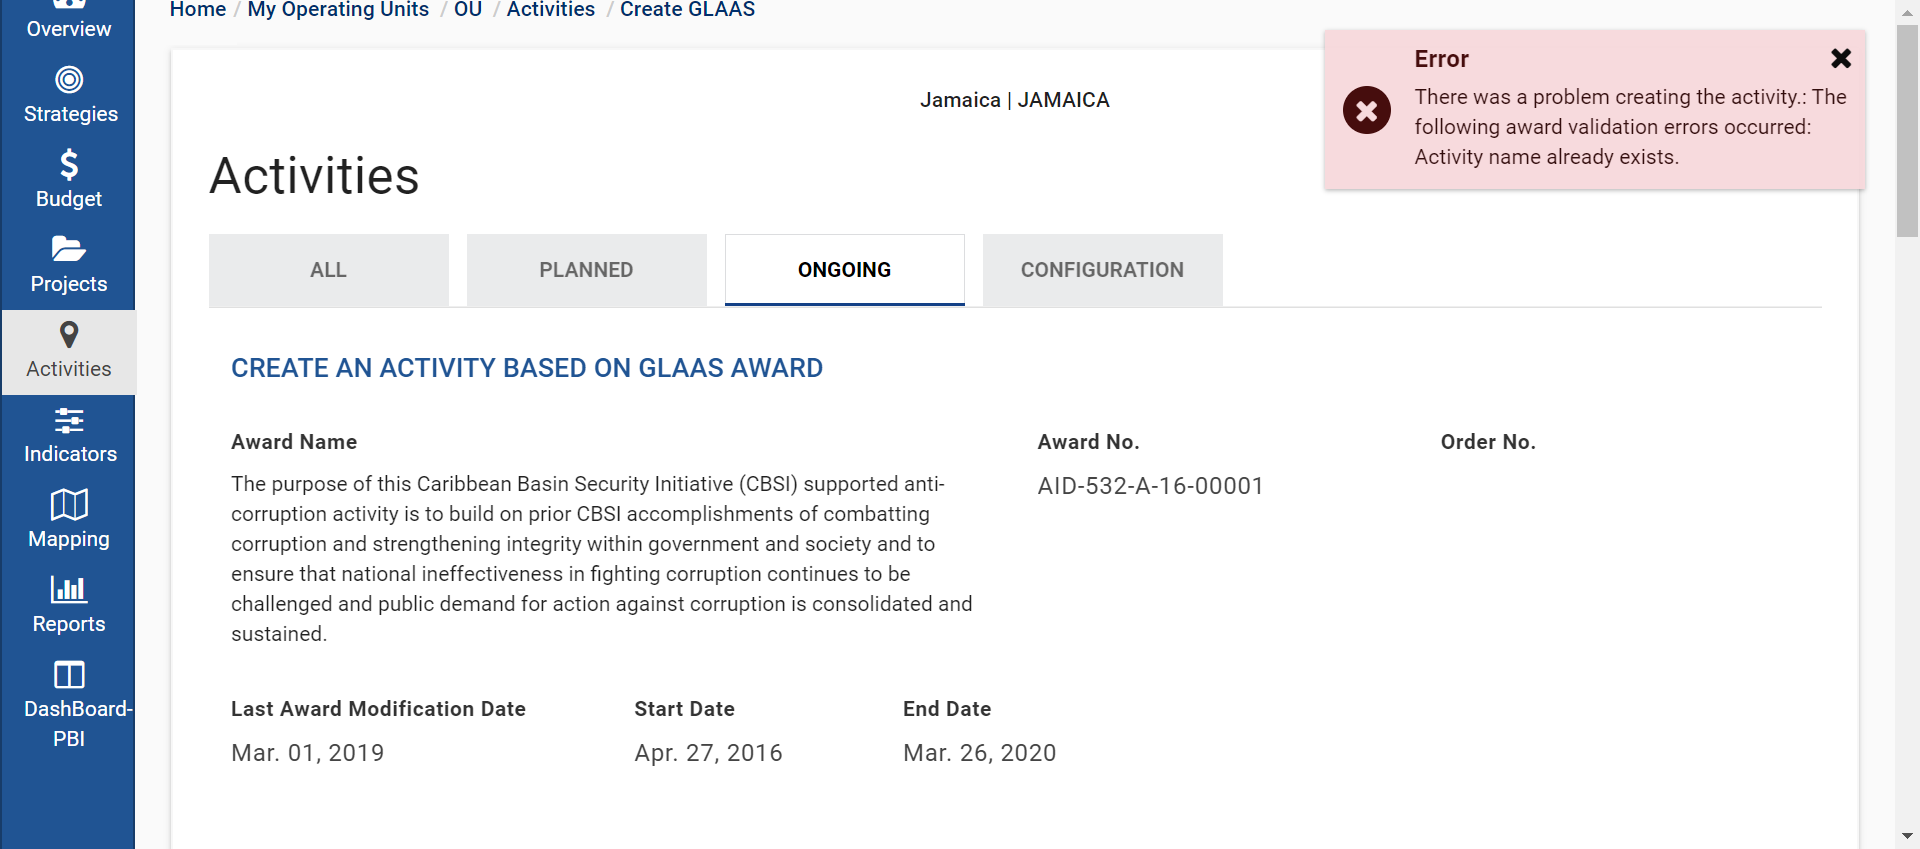 Home / My Operating Units / OU / Activities / Create GLAAS
Overview
Strategies
Budget
Projects
Activities
Indicators
Mapping
Reports
DashBoard-
PBI
Jamaica | JAMAICA
Error
There was a problem creating the activity.: The
following award validation errors occurred:
Activity name already exists.
Activities
ALL
PLANNED
ONGOING
CONFIGURATION
CREATE AN ACTIVITY BASED ON GLAAS AWARD
Award Name
The purpose of this Caribbean Basin Security Initiative (CBSI) supported anti-
corruption activity is to build on prior CBSI accomplishments of combatting
corruption and strengthening integrity within government and society and to
ensure that national ineffectiveness in fighting corruption continues to be
challenged and public demand for action against corruption is consolidated and
sustained.
Award No.
AID-532-A-16-00001
Order No.
Last Award Modification Date
Mar. 01, 2019
Start Date
Apr. 27, 2016
End Date
Mar. 26, 2020